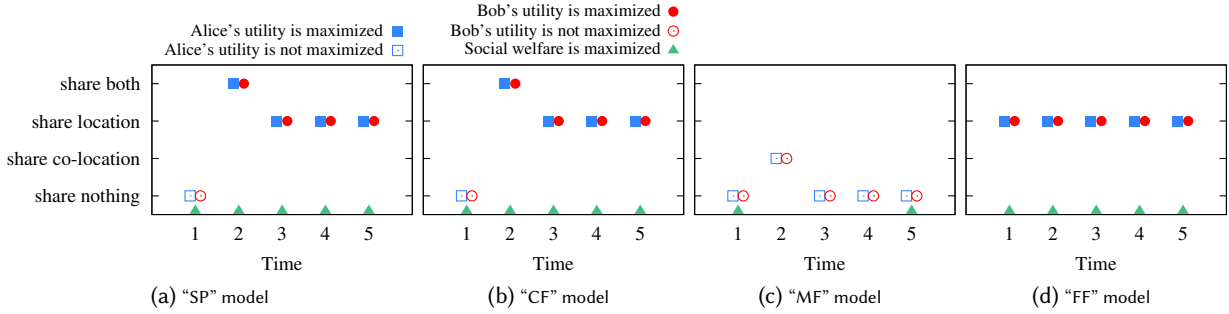 Alice's utility is maximized
Alice's utility is not maximized
Bob's utility is maximized
Bob's utility is not maximized
Social welfare is maximized
share both
share location
share co-location
share nothing
1 2 3 4 5
Time
(a) “SP” model
1 2 3 4 5
Time
(b) “CF” model
1 2 3 4 5
Time
(c) “MF” model
1 2 3 4 5
Time
(d) “FF” model